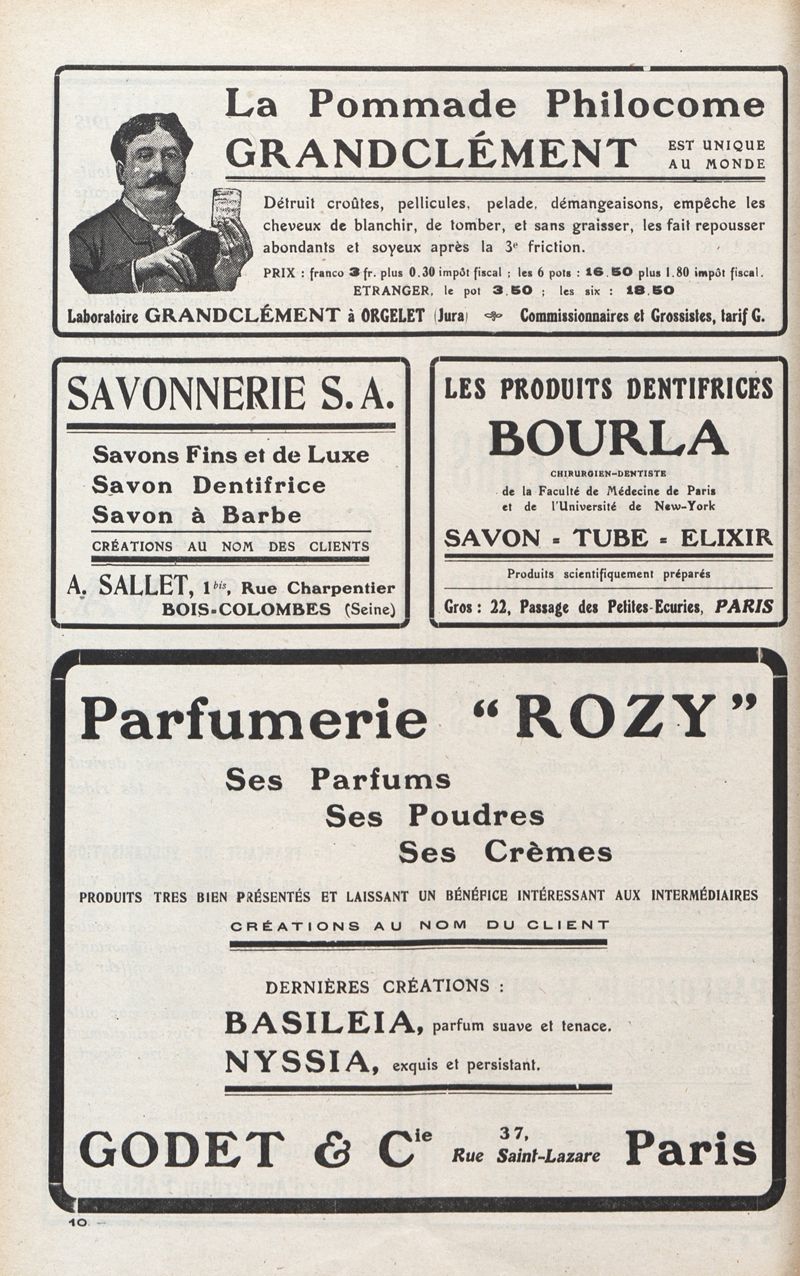 La Pommade Philocome
GRANDCLÉMENT EST UNIQUE
AU MONDE
Détruit croûtes, pellicules, pelade, démangeaisons, empêche les
cheveux de blanchir, de tomber, et sans graisser, les fait repousser
abondants et soyeux après la 3e friction.
PRIX : franco 3 fr. plus 0.30 impôt fiscal ; les 6 pots : 16.50 plus 1.80 impôt fiscal.
ETRANGER, le pot 3.50 ; les six : 18.50
Laboratoire GRANDCLÉMENT à ORGELET (Jura) Commissionnaires et Grossistes, tarif G.
SAVONNERIE S. A.
Savons Fins et de Luxe
Savon Dentifrice
Savon à Barbe
CRÉATIONS AU NOM DES CLIENTS
A. SALLET, 1bis, Rue Charpentier
BOIS-COLOMBES (Seine)
LES PRODUITS DENTIFRICES
BOURLA
CHIRURGIEN-DENTISTE
de la Faculté de Médecine de Paris
et de l'Université de New-York
SAVON - TUBE - ELIXIR
Produits scientifiquement préparés
Gros : 22, Passage des Petites-Ecuries, PARIS
Parfumerie "ROZY"
Ses Parfums
Ses Poudres
Ses Crèmes
PRODUITS TRES BIEN PRÉSENTÉS ET LAISSANT UN BÉNÉFICE INTÉRESSANT AUX INTERMÉDIAIRES
CRÉATIONS AU NOM DU CLIENT
DERNIÈRES CRÉATIONS :
BASILEIA, parfum suave et tenace.
NYSSIA, exquis et persistant.
GODET & Cie 37, Rue Saint-Lazare Paris
10